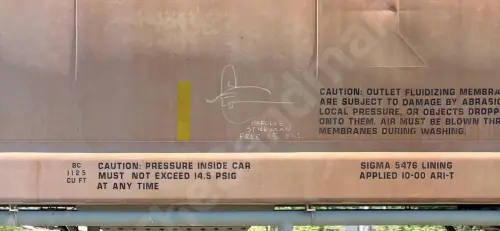 CAUTION: OUTLET FLUIDIZING MEMBRA
ARE SUBJECT TO DAMAGE BY ABRASI
LOCAL PRESSURE, OR OBJECTS DROPP
ONTO THEM. AIR MUST BE BLOWN THR
MEMBRANES DURING WASHING.
BC
1125
CU FT
CAUTION: PRESSURE INSIDE CAR
MUST NOT EXCEED 14.5 PSIG
AT ANY TIME
SIGMA 5476 LINING
APPLIED 10-00 ARI-T